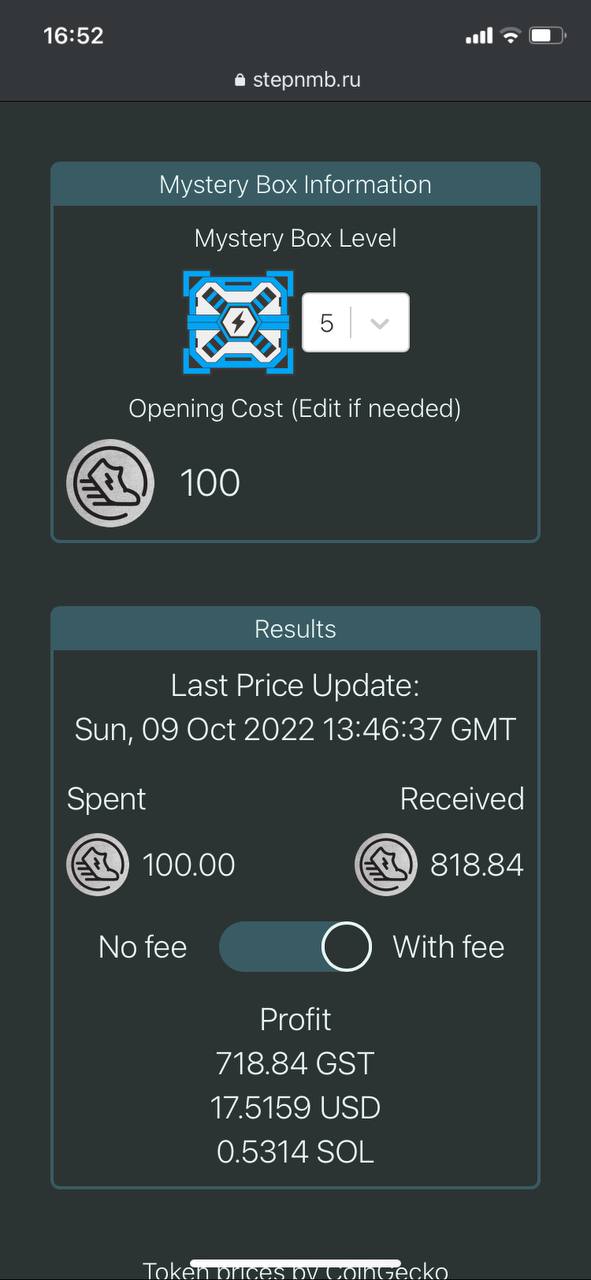 16:52
stepnmb.ru
Mystery Box Information
Mystery Box Level
5
Opening Cost (Edit if needed)
100
Results
Last Price Update:
Sun, 09 Oct 2022 13:46:37 GMT
Spent Received
100.00 818.84
No fee With fee
Profit
718.84 GST
17.5159 USD
0.5314 SOL
Token prices by CoinGecko